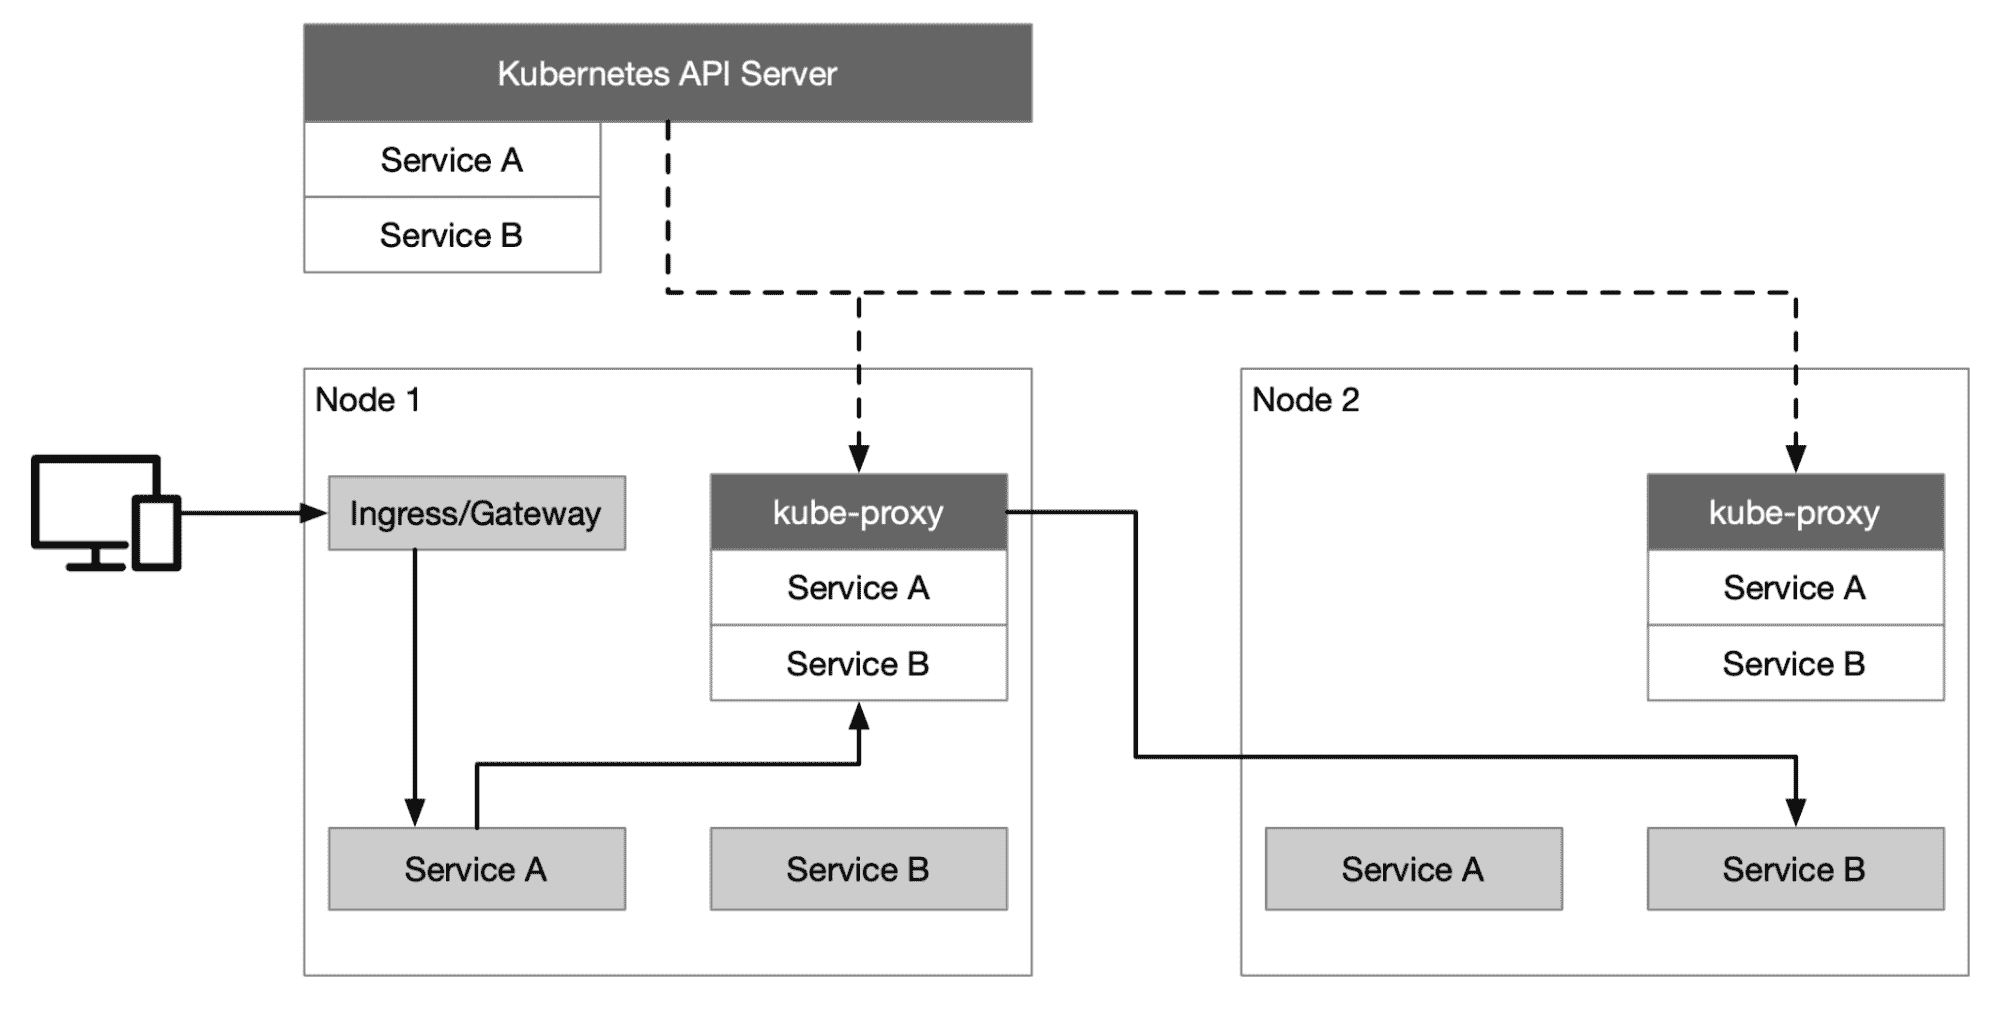 Kubernetes API Server
Service A
Service B
Node 1
Ingress/Gateway
kube-proxy
Service A
Service B
Service A
Service B
Node 2
kube-proxy
Service A
Service B
Service A
Service B